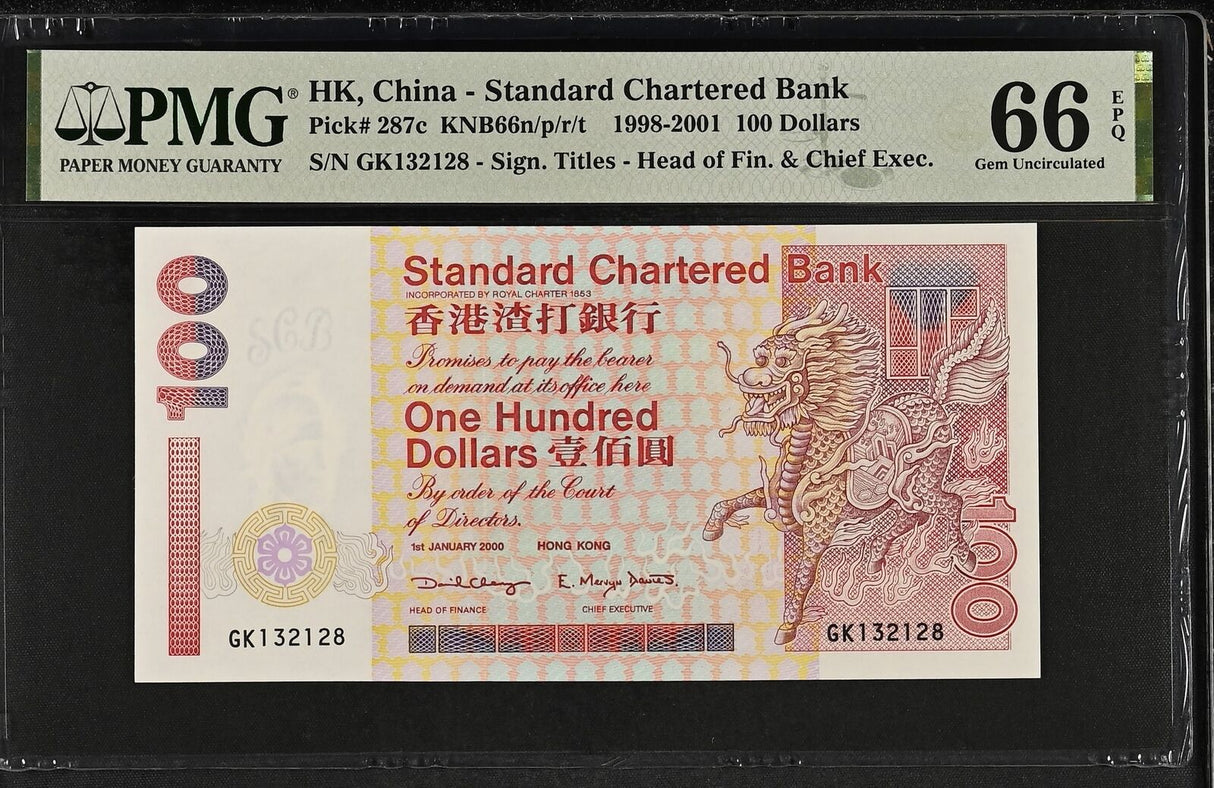 PMG®
PAPER MONEY GUARANTY
HK, China - Standard Chartered Bank
Pick# 287c KNB66n/p/r/t 1998-2001 100 Dollars
S/N GK132128 - Sign. Titles - Head of Fin. & Chief Exec.
66
EPQ
Gem Uncirculated
100
Standard Chartered Bank
INCORPORATED BY ROYAL CHARTER 1853
香港渣打銀行
Promises to pay the bearer
on demand at its office here
One Hundred
Dollars 壹佰圓
By order of the Court
of Directors.
1st JANUARY 2000 HONG KONG
David Chang E. Mervyn Davies.
HEAD OF FINANCE CHIEF EXECUTIVE
GK132128
GK132128
100
SCB